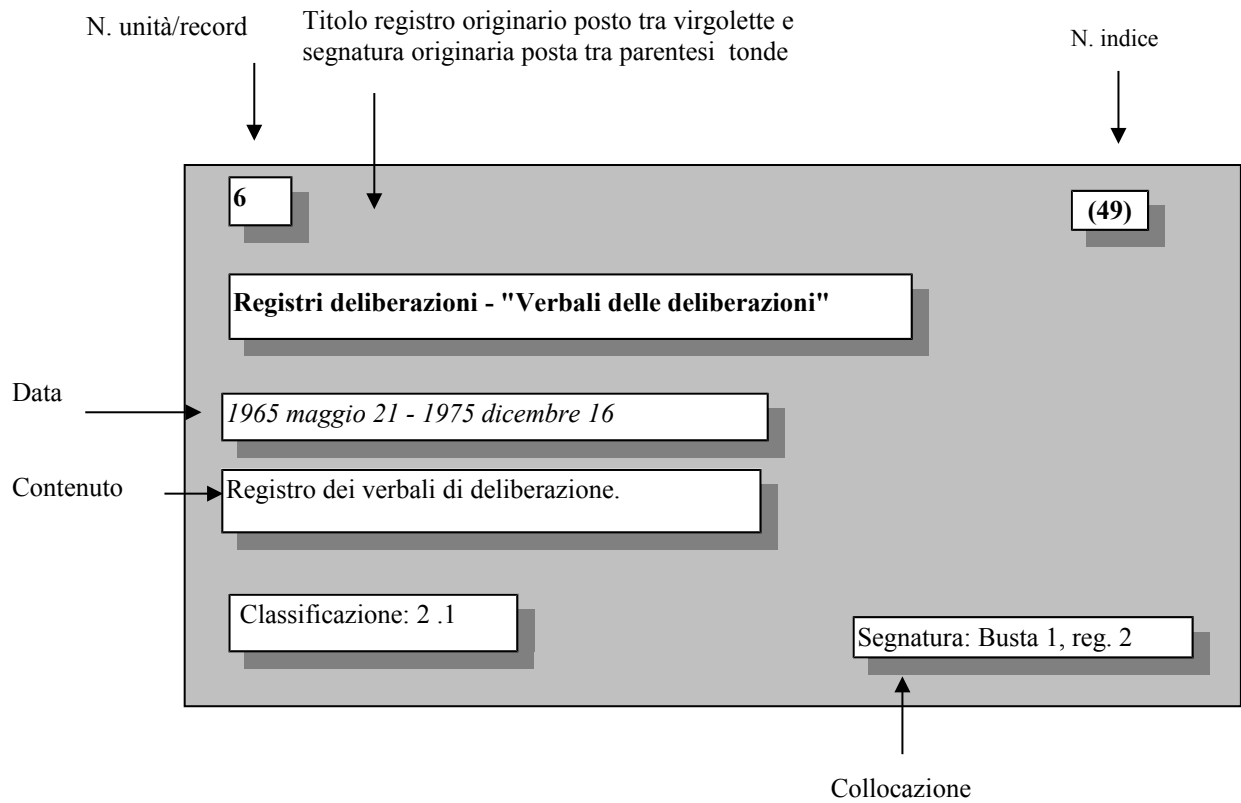 N. unità/record
Titolo registro originario posto tra virgolette e
segnatura originaria posta tra parentesi tonde
N. indice
6
(49)
Registri deliberazioni - "Verbali delle deliberazioni"
Data
1965 maggio 21 - 1975 dicembre 16
Contenuto
Registro dei verbali di deliberazione.
Classificazione: 2 .1
Segnatura: Busta 1, reg. 2
Collocazione